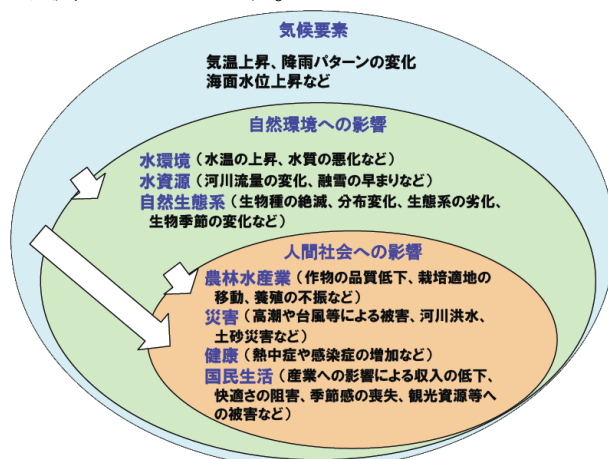 気候要素
気温上昇、降雨パターンの変化
海面水位上昇など
自然環境への影響
水環境（水温の上昇、水質の悪化など）
水資源（河川流量の変化、融雪の早まりなど）
自然生態系（生物種の絶滅、分布変化、生態系の劣化、
生物季節の変化など）
人間社会への影響
農林水産業（作物の品質低下、栽培適地の
移動、養殖の不振など）
災害（高潮や台風等による被害、河川洪水、
土砂災害など）
健康（熱中症や感染症の増加など）
国民生活（産業への影響による収入の低下、
快適さの阻害、季節感の喪失、観光資源等へ
の被害など）